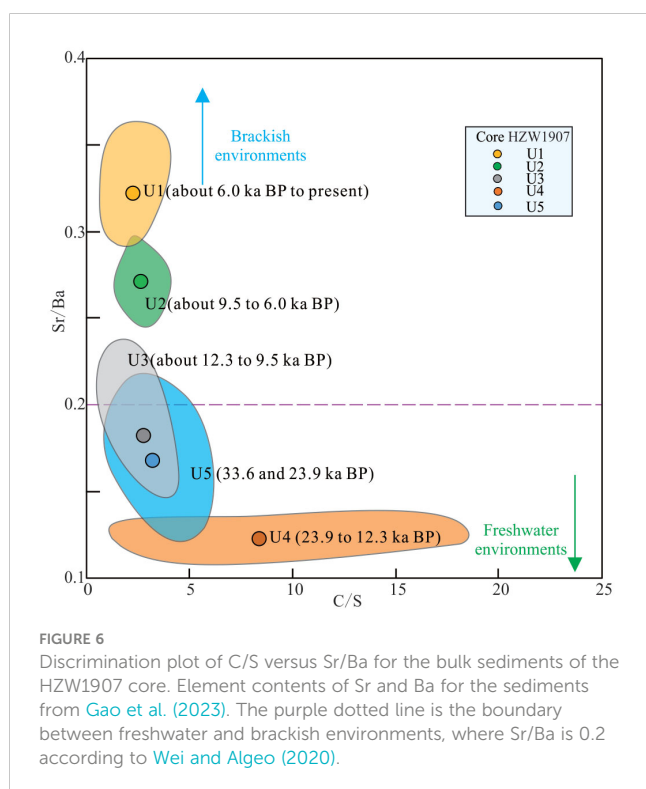 0.4
Brackish
environments
Core HZW1907
U1
U2
U3
U4
U5
U1(about 6.0 ka BP to present)
0.3
U2(about 9.5 to 6.0 ka BP)
Sr/Ba
U3(about 12.3 to 9.5 ka BP)
0.2
U5 (33.6 and 23.9 ka BP)
U4 (23.9 to 12.3 ka BP)
Freshwater
environments
0.1
0 5 10 15 20 25
C/S
FIGURE 6
Discrimination plot of C/S versus Sr/Ba for the bulk sediments of the
HZW1907 core. Element contents of Sr and Ba for the sediments
from Gao et al. (2023). The purple dotted line is the boundary
between freshwater and brackish environments, where Sr/Ba is 0.2
according to Wei and Algeo (2020).